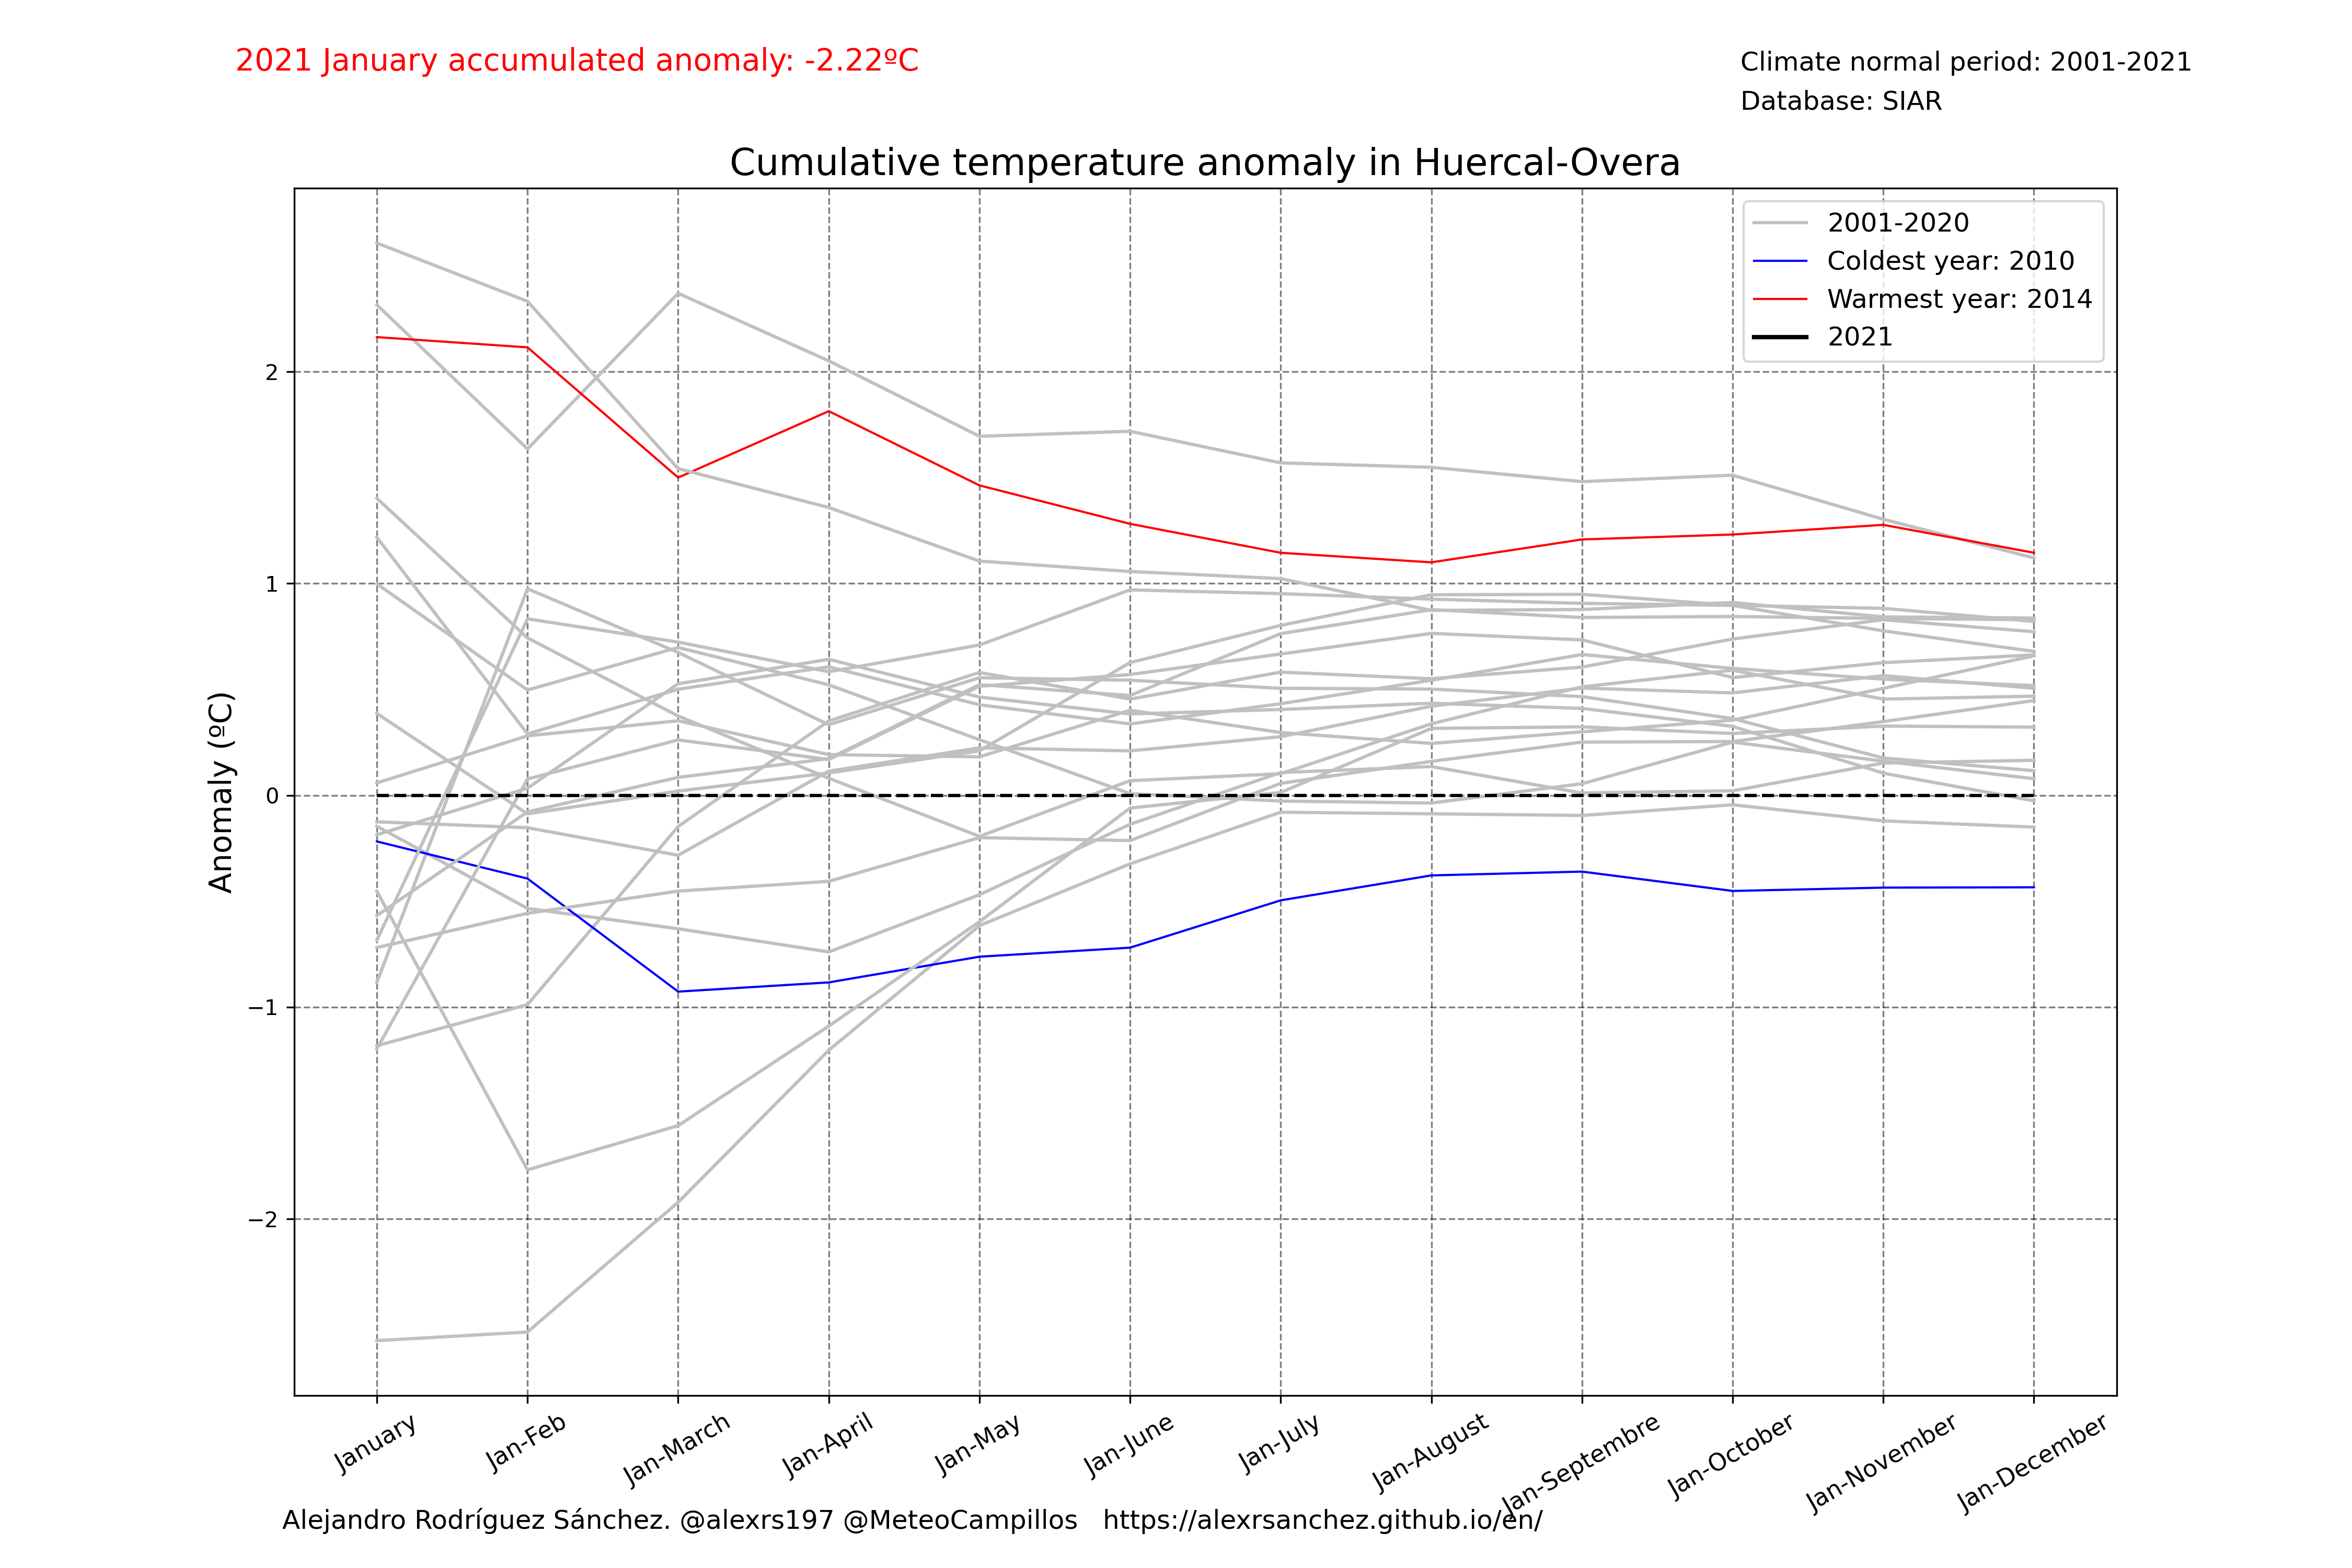 2021 January accumulated anomaly: -2.22ºC
Climate normal period: 2001-2021
Database: SIAR
Cumulative temperature anomaly in Huercal-Overa
2001-2020
Coldest year: 2010
Warmest year: 2014
2021
Anomaly (ºC)
2
1
0
−1
−2
January
Jan-Feb
Jan-March
Jan-April
Jan-May
Jan-June
Jan-July
Jan-August
Jan-Septembre
Jan-October
Jan-November
Jan-December
Alejandro Rodríguez Sánchez. @alexrs197 @MeteoCampillos   https://alexrsanchez.github.io/en/